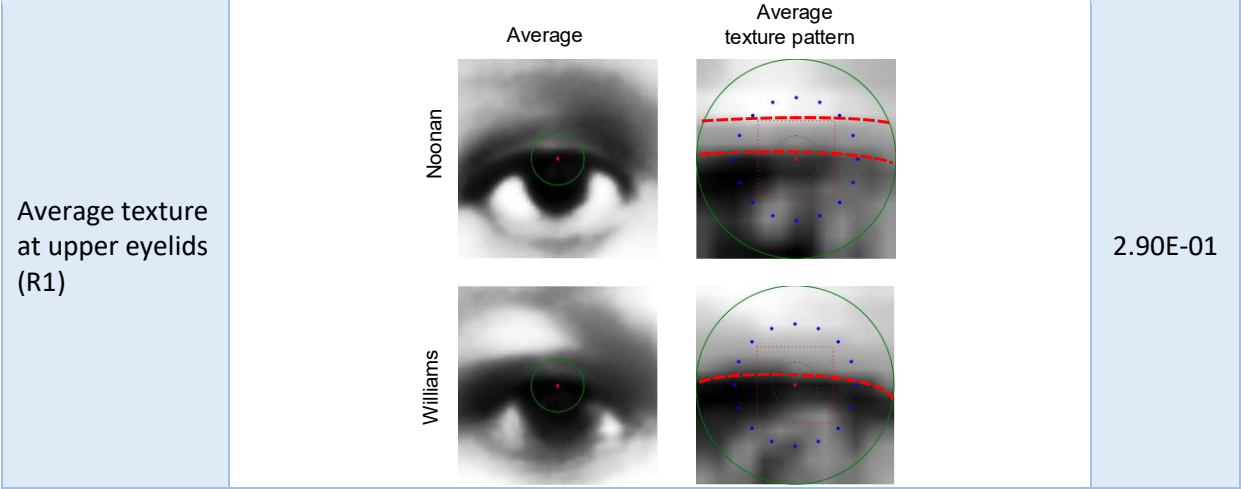 Average texture
at upper eyelids
(R1)
Average
Average
texture pattern
Noonan
Williams
2.90E-01